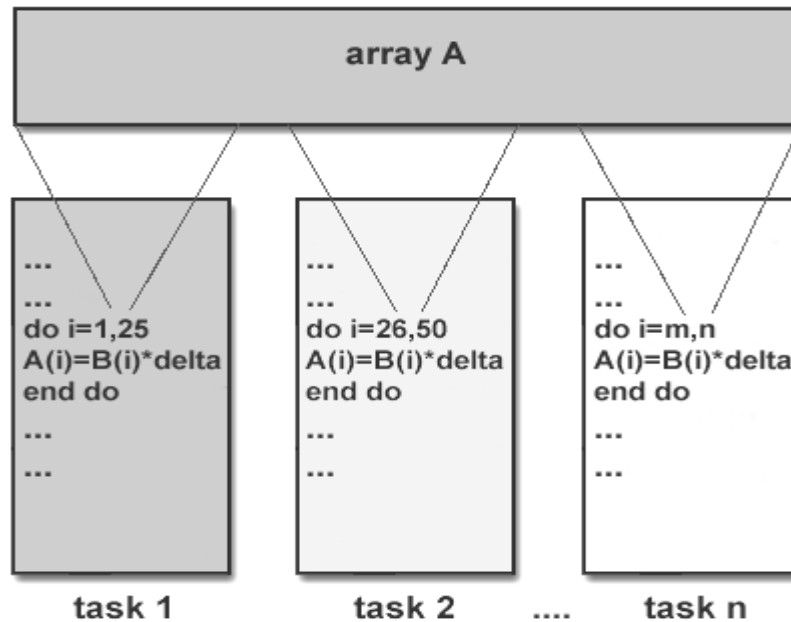 array A
...
...
do i=1,25
A(i)=B(i)*delta
end do
...
...
task 1
...
...
do i=26,50
A(i)=B(i)*delta
end do
...
...
task 2
....
...
...
do i=m,n
A(i)=B(i)*delta
end do
...
...
task n